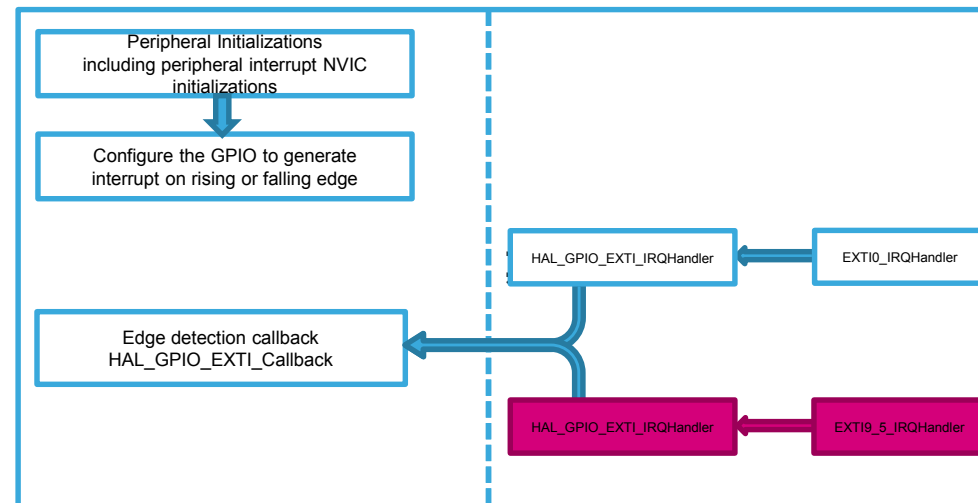 Peripheral Initializations
including peripheral interrupt NVIC
initializations
Configure the GPIO to generate
interrupt on rising or falling edge
HAL_GPIO_EXTI_IRQHandler
EXTI0_IRQHandler
Edge detection callback
HAL_GPIO_EXTI_Callback
HAL_GPIO_EXTI_IRQHandler
EXTI9_5_IRQHandler